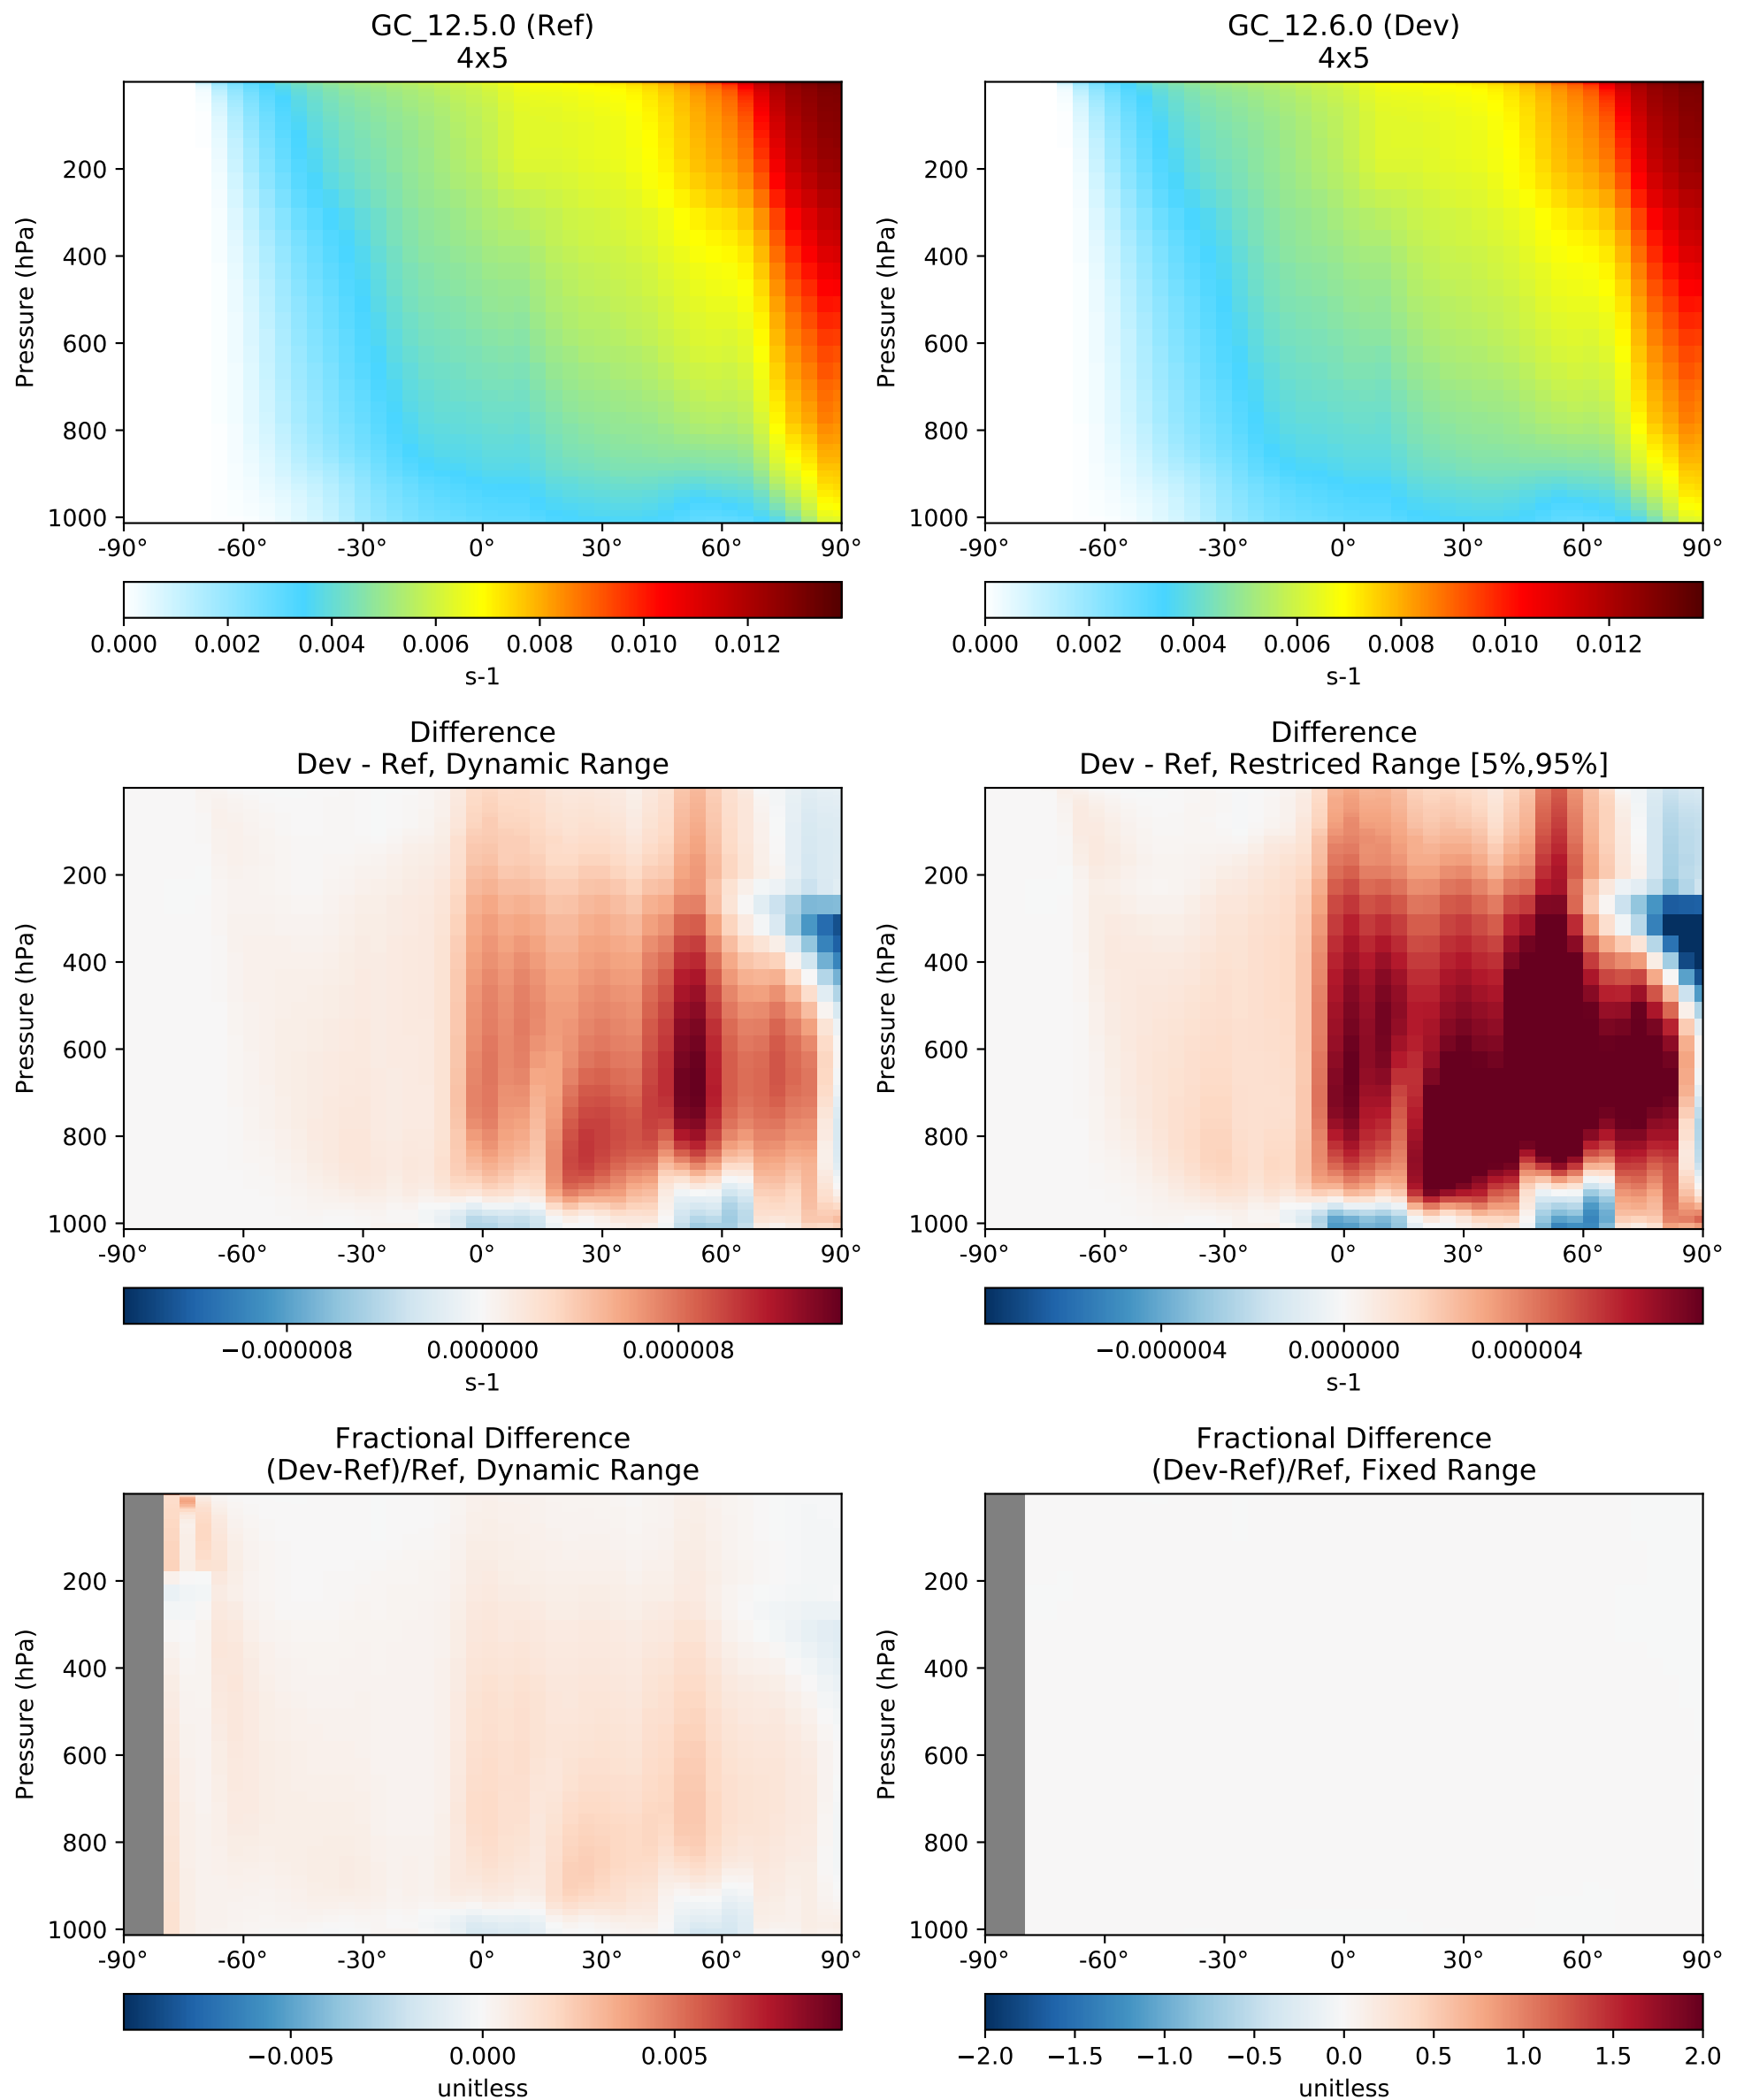 GC_12.5.0 (Ref)
4x5
GC_12.6.0 (Dev)
4x5
Pressure (hPa)
200
400
600
800
1000
-90° -60° -30° 0° 30° 60° 90°
0.000 0.002 0.004 0.006 0.008 0.010 0.012
s-1
Pressure (hPa)
200
400
600
800
1000
-90° -60° -30° 0° 30° 60° 90°
0.000 0.002 0.004 0.006 0.008 0.010 0.012
s-1
Difference
Dev - Ref, Dynamic Range
Pressure (hPa)
200
400
600
800
1000
-90° -60° -30° 0° 30° 60° 90°
−0.000008 0.000000 0.000008
s-1
Difference
Dev - Ref, Restriced Range [5%,95%]
Pressure (hPa)
200
400
600
800
1000
-90° -60° -30° 0° 30° 60° 90°
−0.000004 0.000000 0.000004
s-1
Fractional Difference
(Dev-Ref)/Ref, Dynamic Range
Pressure (hPa)
200
400
600
800
1000
-90° -60° -30° 0° 30° 60° 90°
−0.005 0.000 0.005
unitless
Fractional Difference
(Dev-Ref)/Ref, Fixed Range
Pressure (hPa)
200
400
600
800
1000
-90° -60° -30° 0° 30° 60° 90°
−2.0 −1.5 −1.0 −0.5 0.0 0.5 1.0 1.5 2.0
unitless